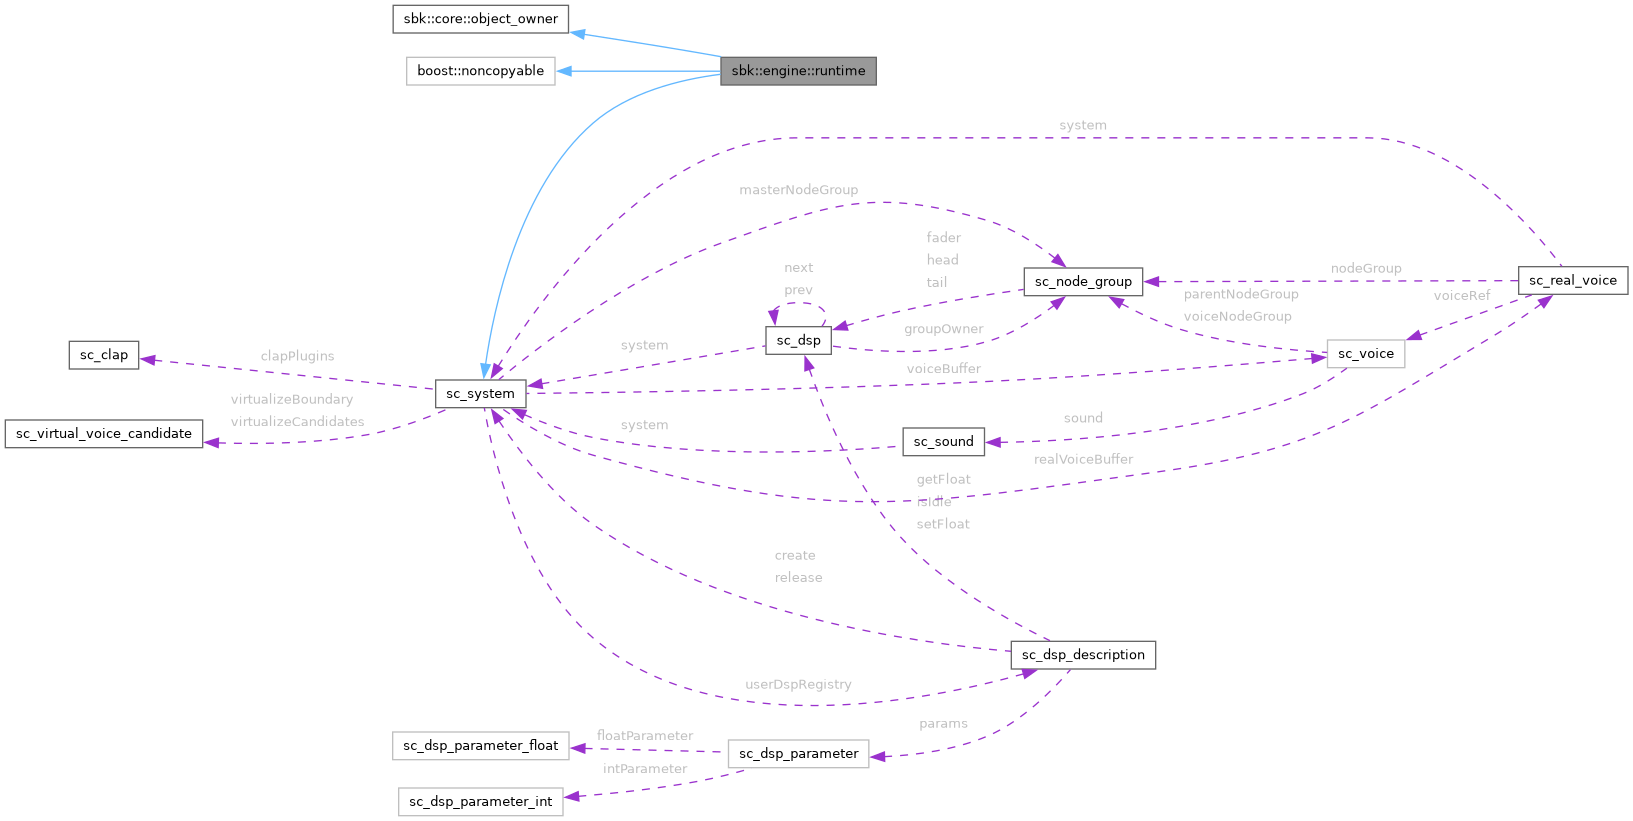 sbk::core::object_owner
boost::noncopyable
sbk::engine::runtime
system
masterNodeGroup
fader
head
tail
next
prev
sc_node_group
nodeGroup
sc_real_voice
parentNodeGroup
voiceNodeGroup
voiceRef
groupOwner
sc_dsp
system
sc_voice
sc_clap
clapPlugins
voiceBuffer
sc_system
virtualizeBoundary
virtualizeCandidates
sc_virtual_voice_candidate
system
sound
sc_sound
realVoiceBuffer
getFloat
isIdle
setFloat
create
release
sc_dsp_description
userDspRegistry
params
floatParameter
sc_dsp_parameter_float
sc_dsp_parameter
intParameter
sc_dsp_parameter_int